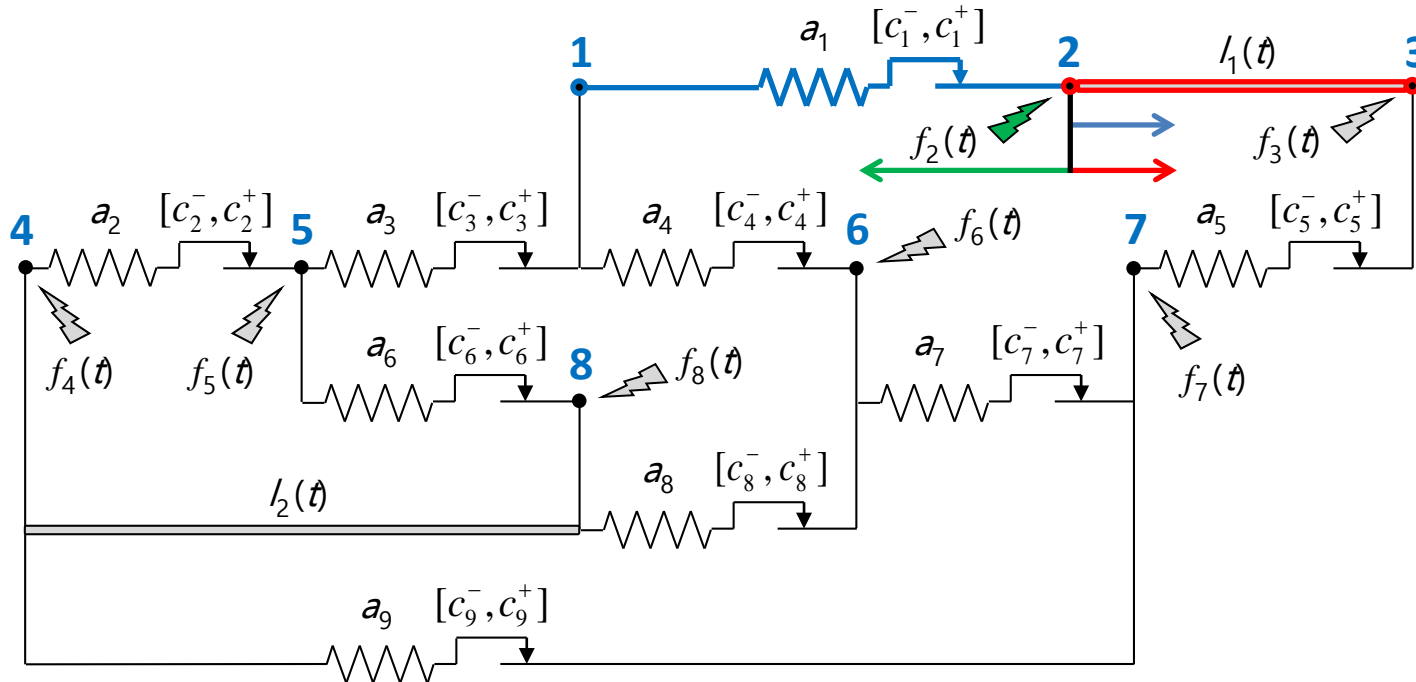 a₁ [c₁⁻, c₁⁺]
1 2 l₁(t) 3
f₂(t) f₃(t)
4 a₂ [c₂⁻, c₂⁺] 5 a₃ [c₃⁻, c₃⁺] a₄ [c₄⁻, c₄⁺] 6 f₆(t) 7 a₅ [c₅⁻, c₅⁺]
f₄(t) f₅(t) a₆ [c₆⁻, c₆⁺] 8 f₈(t) a₇ [c₇⁻, c₇⁺] f₇(t)
l₂(t) a₈ [c₈⁻, c₈⁺]
a₉ [c₉⁻, c₉⁺]